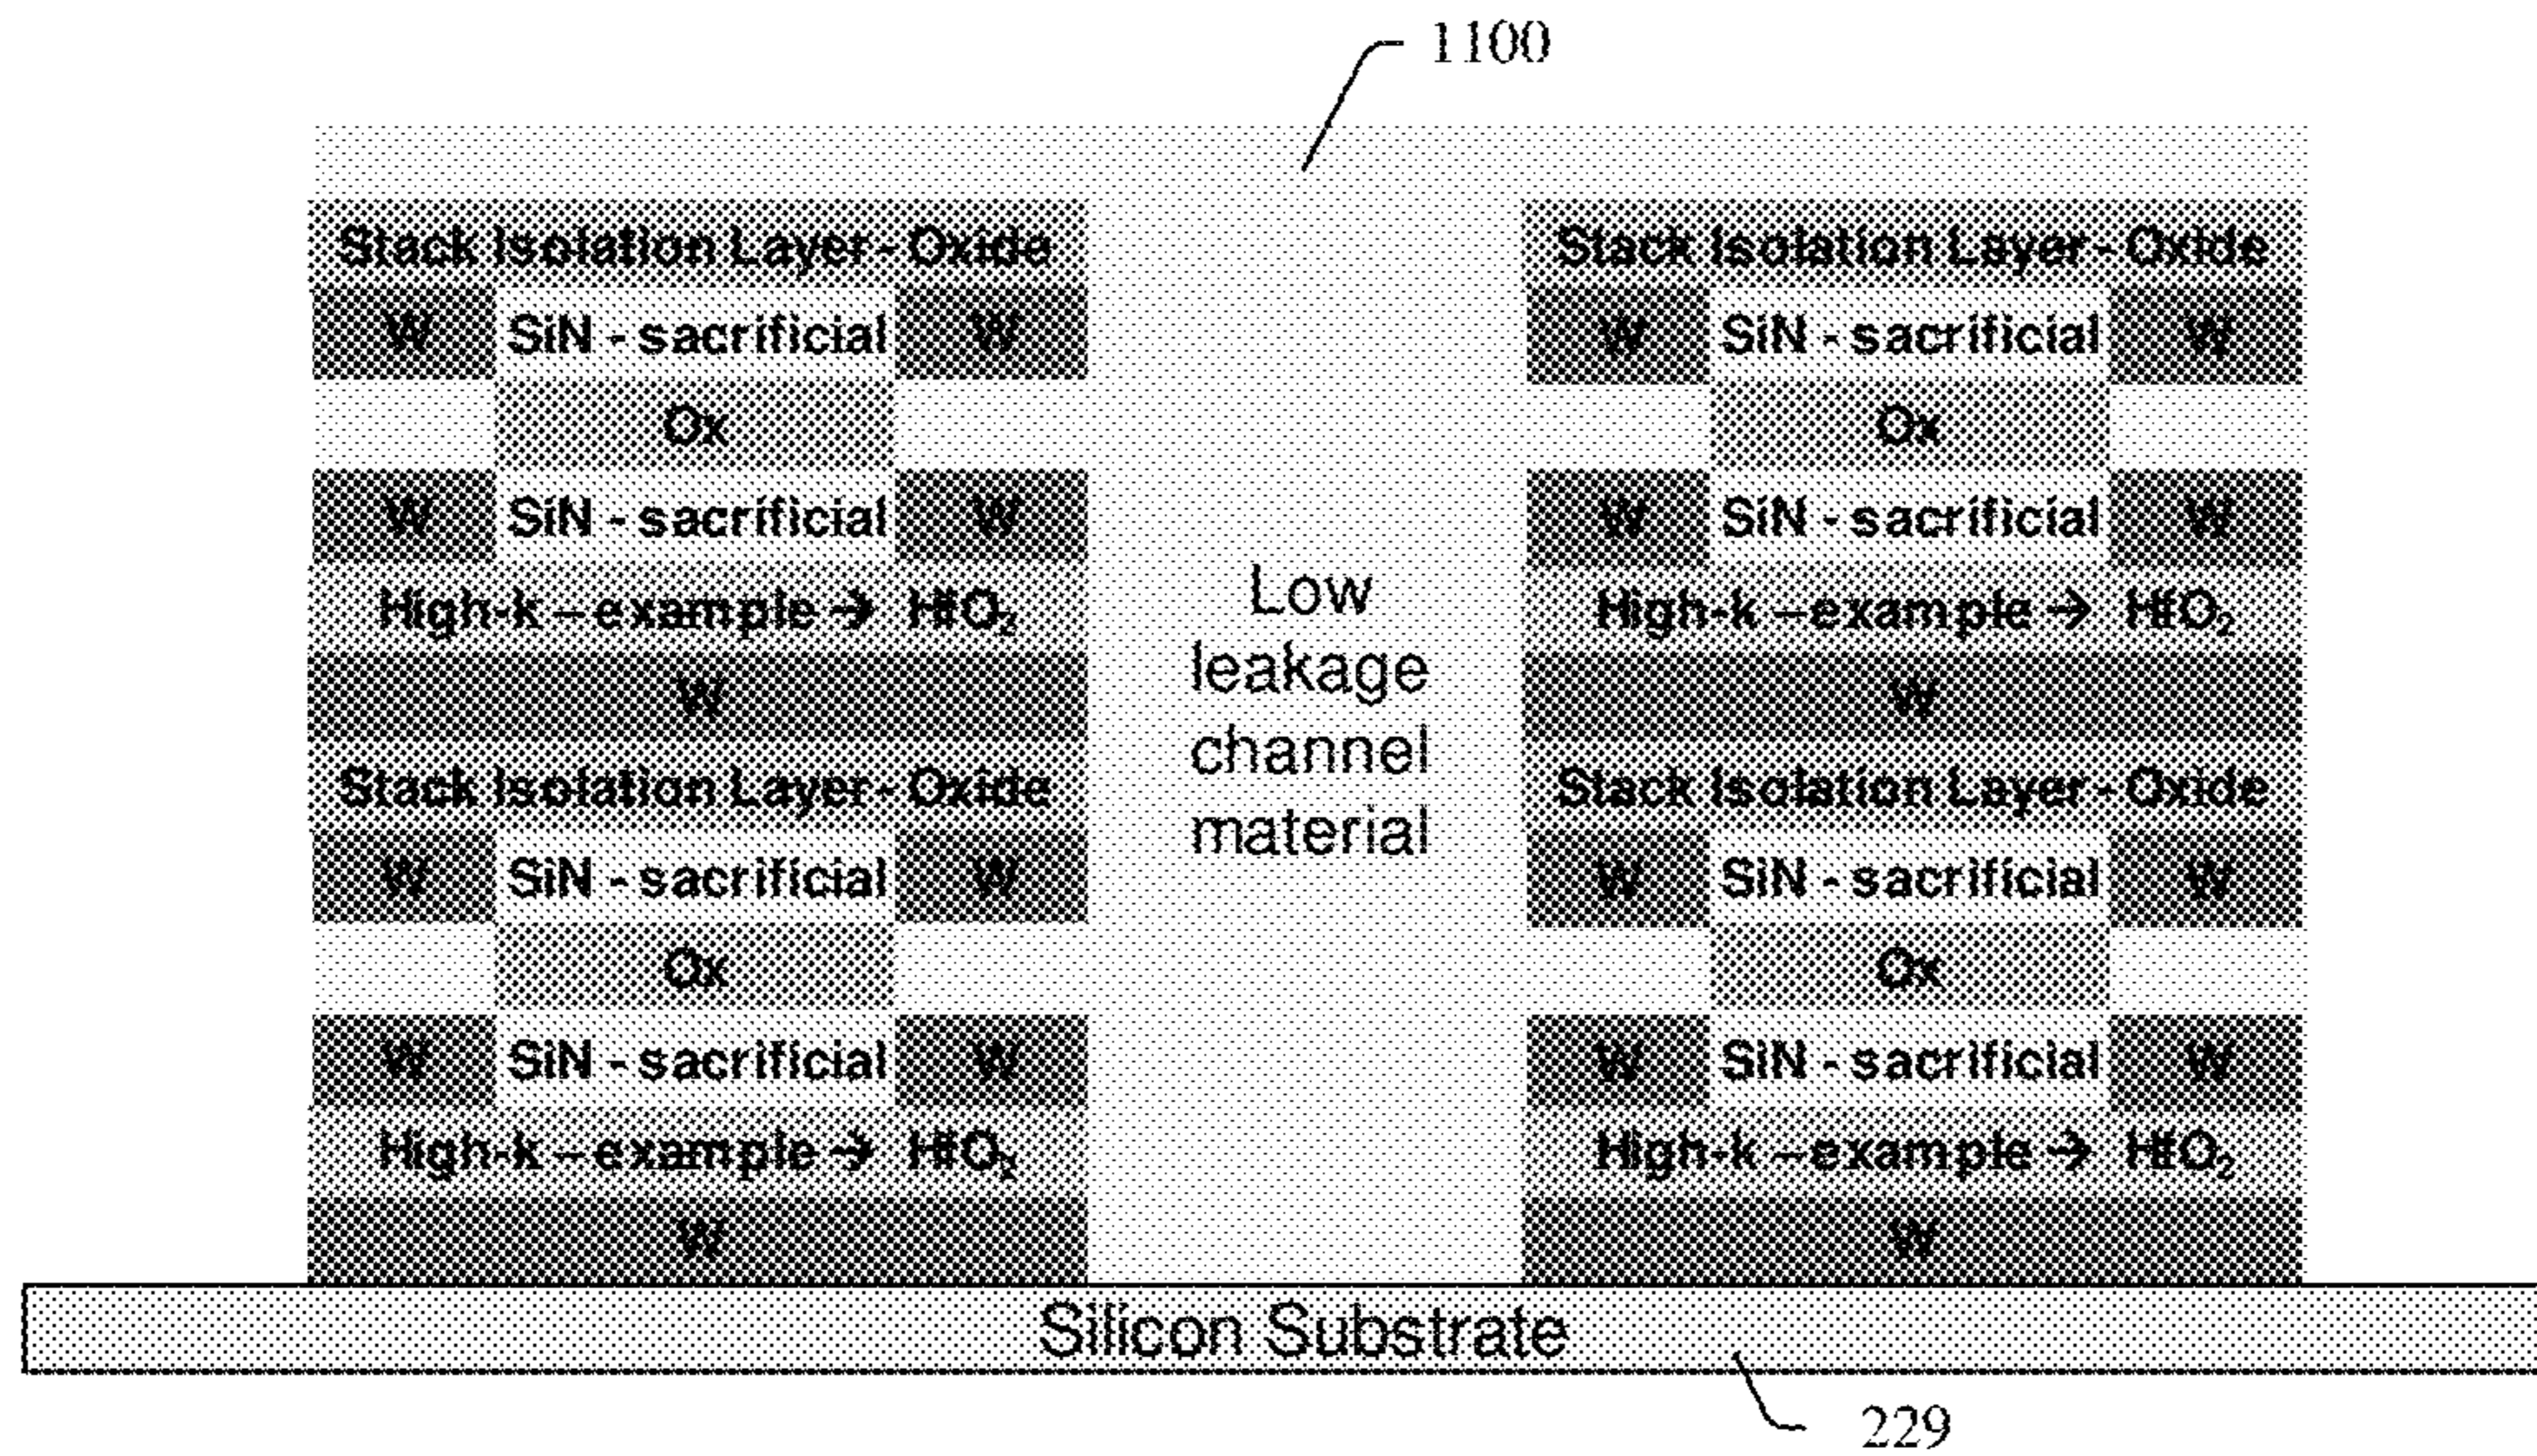 1100
Stack Isolation Layer - Oxide
W SiN - sacrificial W
Ox
W SiN - sacrificial W
High-k – example → HfO₂
W
Stack Isolation Layer - Oxide
W SiN - sacrificial W
Ox
W SiN - sacrificial W
High-k – example → HfO₂
W
Low
leakage
channel
material
Stack Isolation Layer - Oxide
W SiN - sacrificial W
Ox
W SiN - sacrificial W
High-k – example → HfO₂
W
Stack Isolation Layer - Oxide
W SiN - sacrificial W
Ox
W SiN - sacrificial W
High-k – example → HfO₂
W
Silicon Substrate
229